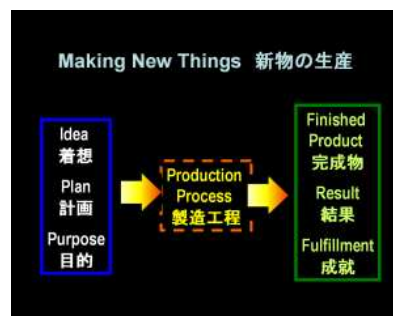 Making New Things 新物の生産
Idea
着想
Plan
計画
Purpose
目的
Production
Process
製造工程
Finished
Product
完成物
Result
結果
Fulfillment
成就